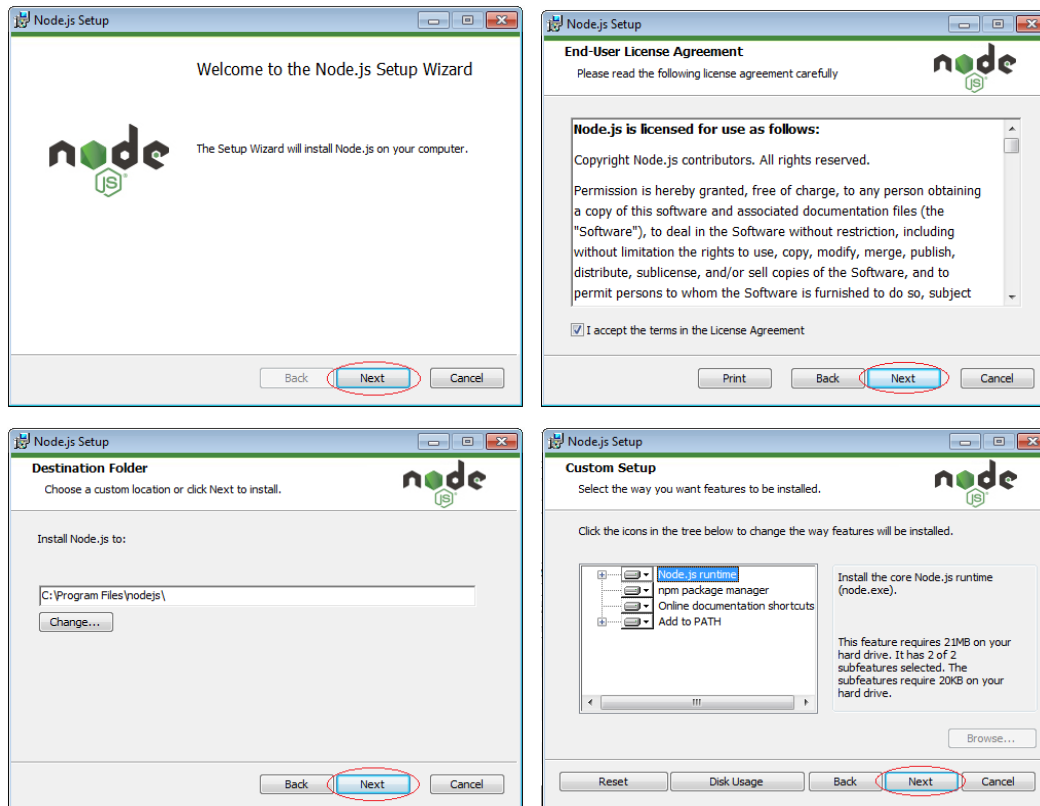 Node.js Setup
Welcome to the Node.js Setup Wizard
node
JS
The Setup Wizard will install Node.js on your computer.
Back
Next
Cancel
Node.js Setup
End-User License Agreement
Please read the following license agreement carefully
node
JS
Node.js is licensed for use as follows:
Copyright Node.js contributors. All rights reserved.
Permission is hereby granted, free of charge, to any person obtaining
a copy of this software and associated documentation files (the
"Software"), to deal in the Software without restriction, including
without limitation the rights to use, copy, modify, merge, publish,
distribute, sublicense, and/or sell copies of the Software, and to
permit persons to whom the Software is furnished to do so, subject
I accept the terms in the License Agreement
Print
Back
Next
Cancel
Node.js Setup
Destination Folder
Choose a custom location or click Next to install.
node
JS
Install Node.js to:
C:\Program Files\nodejs\
Change...
Back
Next
Cancel
Node.js Setup
Custom Setup
Select the way you want features to be installed.
node
JS
Click the icons in the tree below to change the way features will be installed.
Node.js runtime
npm package manager
Online documentation shortcuts
Add to PATH
Install the core Node.js runtime
(node.exe).
This feature requires 21MB on your
hard drive. It has 2 of 2
subfeatures selected. The
subfeatures require 20KB on your
hard drive.
Browse...
Reset
Disk Usage
Back
Next
Cancel